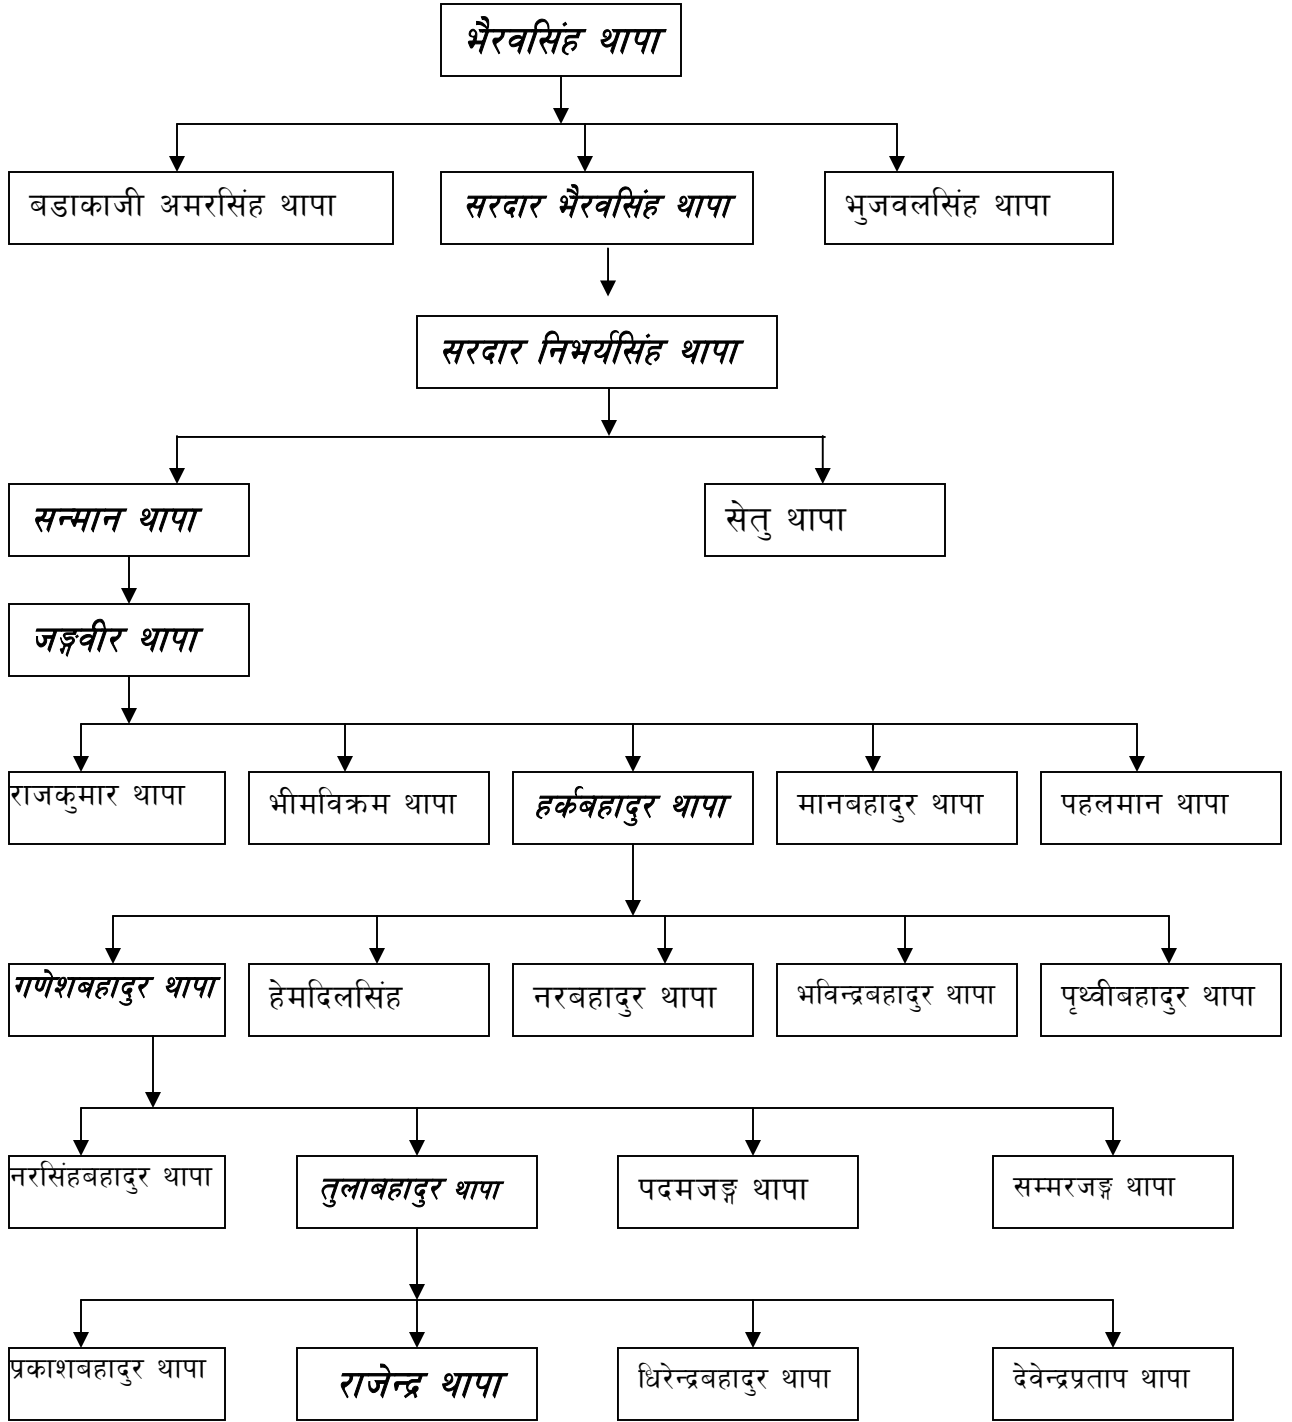 भैरवसिंह थापा
बडाकाजी अमरसिंह थापा
सरदार भैरवसिंह थापा
भुजवलसिंह थापा
सरदार निभर्यसिंह थापा
सन्मान थापा
सेतु थापा
जङ्गवीर थापा
राजकुमार थापा
भीमविक्रम थापा
हर्कबहादुर थापा
मानबहादुर थापा
पहलमान थापा
गणेशबहादुर थापा
हेमदिलसिंह
नरबहादुर थापा
भविन्द्रबहादुर थापा
पृथ्वीबहादुर थापा
नरसिंहबहादुर थापा
तुलाबहादुर थापा
पदमजङ्ग थापा
सम्मरजङ्ग थापा
प्रकाशबहादुर थापा
राजेन्द्र थापा
धिरेन्द्रबहादुर थापा
देवेन्द्रप्रताप थापा